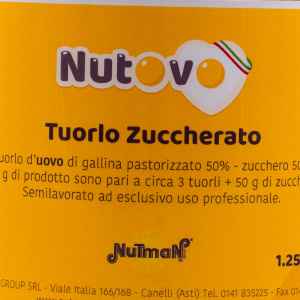 Nutovo
Tuorlo Zuccherato
uorlo d'uovo di gallina pastorizzato 50% - zucchero 50
g di prodotto sono pari a circa 3 tuorli + 50 g di zucc
Semilavorato ad esclusivo uso professionale.
NutmaN
1.25
GROUP SRL - Viale Italia 166/168 - Canelli (Asti) Tel. 0141 835225 - Fax 014